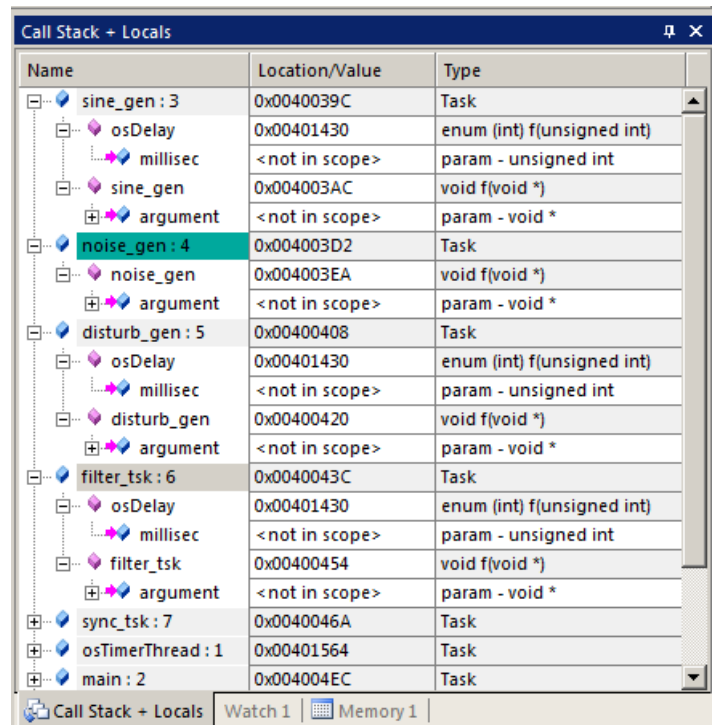 Call Stack + Locals
Name Location/Value Type
sine_gen : 3 0x0040039C Task
osDelay 0x00401430 enum (int) f(unsigned int)
millisec <not in scope> param - unsigned int
sine_gen 0x004003AC void f(void *)
argument <not in scope> param - void *
noise_gen : 4 0x004003D2 Task
noise_gen 0x004003EA void f(void *)
argument <not in scope> param - void *
disturb_gen : 5 0x00400408 Task
osDelay 0x00401430 enum (int) f(unsigned int)
millisec <not in scope> param - unsigned int
disturb_gen 0x00400420 void f(void *)
argument <not in scope> param - void *
filter_tsk : 6 0x0040043C Task
osDelay 0x00401430 enum (int) f(unsigned int)
millisec <not in scope> param - unsigned int
filter_tsk 0x00400454 void f(void *)
argument <not in scope> param - void *
sync_tsk : 7 0x0040046A Task
osTimerThread : 1 0x00401564 Task
main : 2 0x004004EC Task
Call Stack + Locals Watch 1 Memory 1